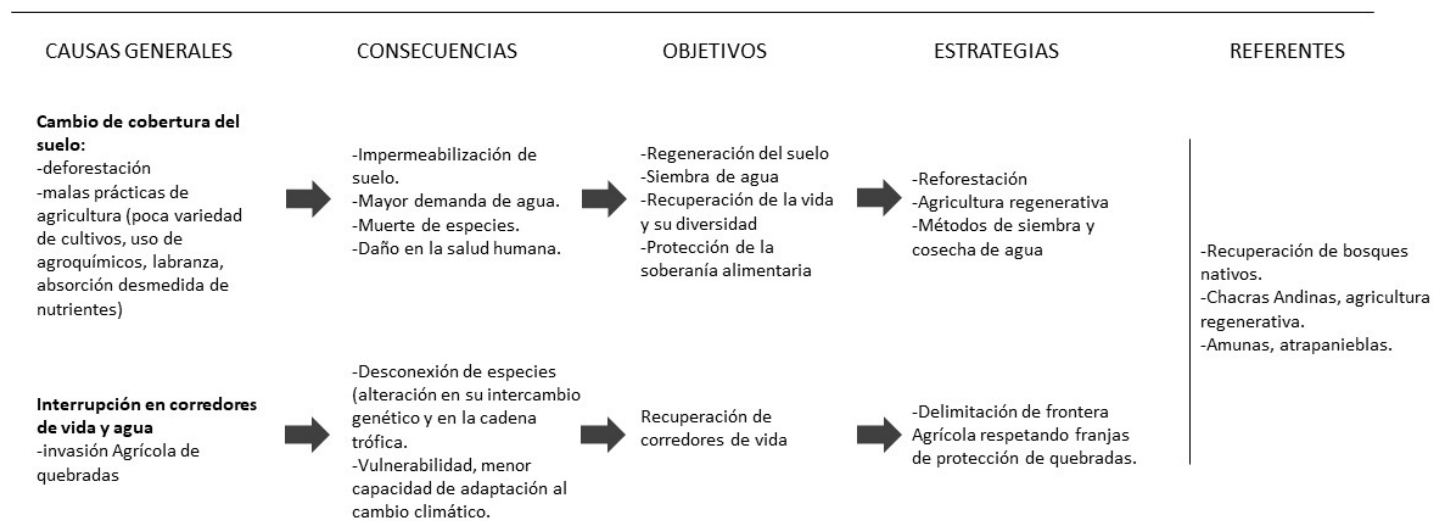 CAUSAS GENERALES
CONSECUENCIAS
OBJETIVOS
ESTRATEGIAS
REFERENTES
Cambio de cobertura del
suelo:
-deforestación
-malas prácticas de
agricultura (poca variedad
de cultivos, uso de
agroquímicos, labranza,
absorción desmedida de
nutrientes)
-Impermeabilización de
suelo.
-Mayor demanda de agua.
-Muerte de especies.
-Daño en la salud humana.
-Regeneración del suelo
-Siembra de agua
-Recuperación de la vida
y su diversidad
-Protección de la
soberanía alimentaria
-Reforestación
-Agricultura regenerativa
-Métodos de siembra y
cosecha de agua
Interrupción en corredores
de vida y agua
-invasión Agrícola de
quebradas
-Desconexión de especies
(alteración en su intercambio
genético y en la cadena
trófica.
-Vulnerabilidad, menor
capacidad de adaptación al
cambio climático.
Recuperación de
corredores de vida
-Delimitación de frontera
Agrícola respetando franjas
de protección de quebradas.
-Recuperación de bosques
nativos.
-Chacras Andinas, agricultura
regenerativa.
-Amunas, atrapanieblas.